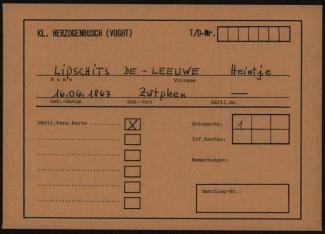 KL. HERZOGENBUSCH (VUGHT) T/D-Nr.
LIPSCHITS DE-LEEUWE Heintje
Name Vorname
16.06.1867 Zutphen —
Geb.-Datum Geb.-Ort Häftl.Nr.
Häftl.Pers.Karte .......... X Dokumente: 1
Inf.Karten:
Bemerkungen:
Umschlag-Nr.: